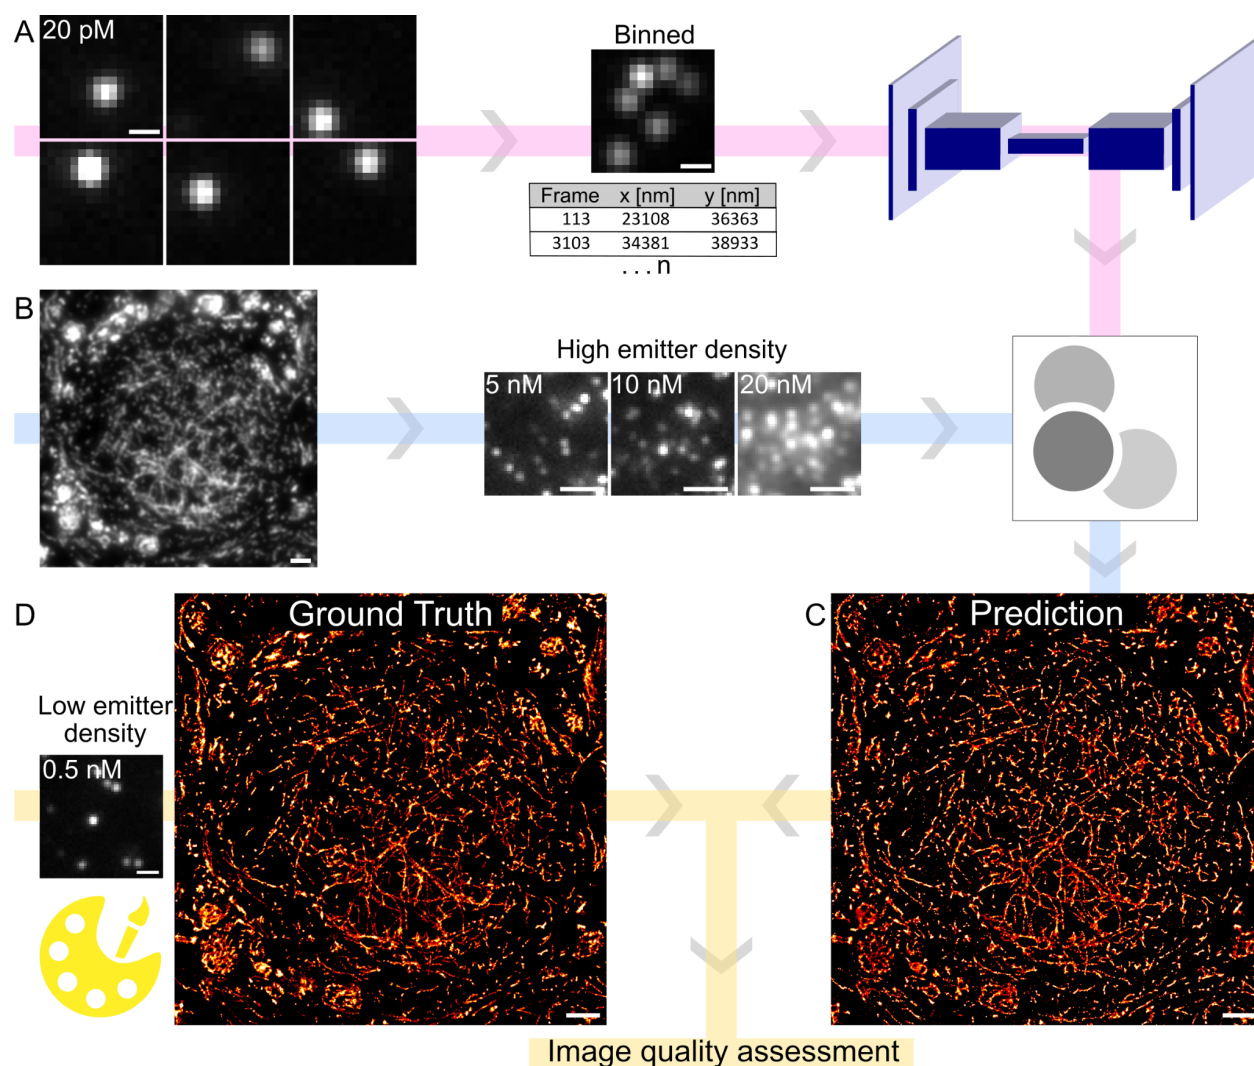 A
20 pM
Binned
Frame x [nm] y [nm]
113 23108 36363
3103 34381 38933
...n
B
High emitter density
5 nM 10 nM 20 nM
D
Low emitter
density
0.5 nM
Ground Truth
C
Prediction
Image quality assessment